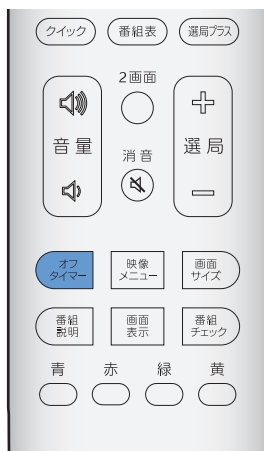 クイック 番組表 選局プラス
2画面
音量 消音 選局
オフ
タイマー
映像
メニュー
画面
サイズ
番組
説明
画面
表示
番組
チェック
青 赤 緑 黄